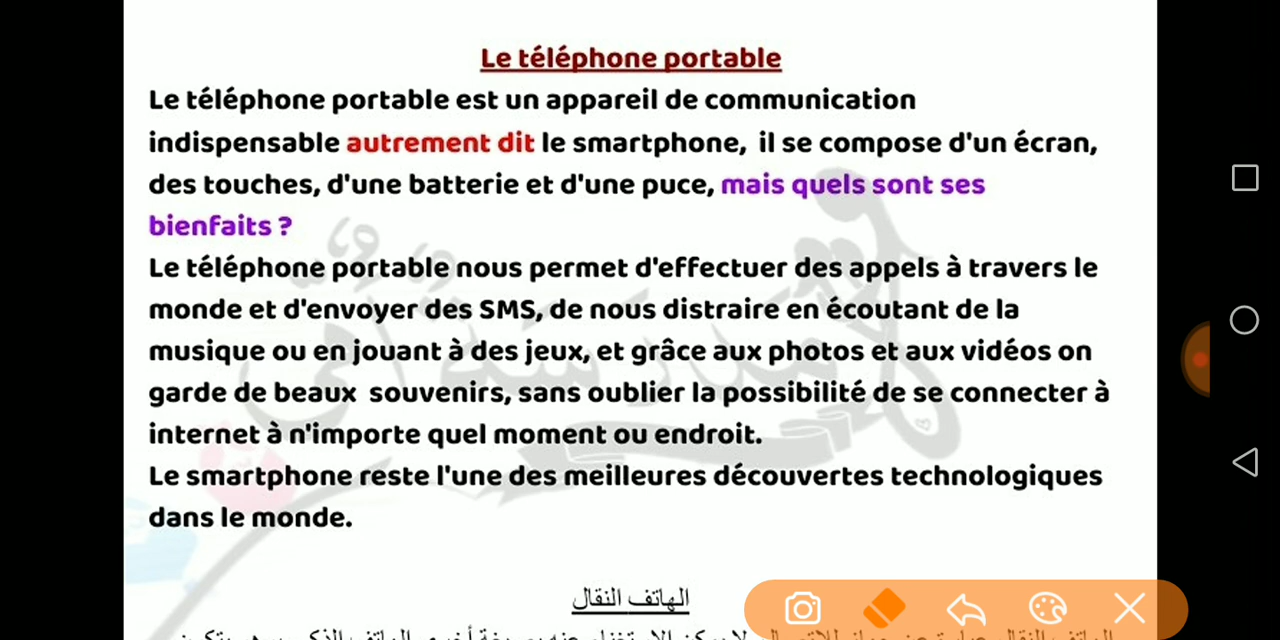 Le téléphone portable
Le téléphone portable est un appareil de communication
indispensable autrement dit le smartphone,  il se compose d'un écran,
des touches, d'une batterie et d'une puce, mais quels sont ses
bienfaits ?
Le téléphone portable nous permet d'effectuer des appels à travers le
monde et d'envoyer des SMS, de nous distraire en écoutant de la
musique ou en jouant à des jeux, et grâce aux photos et aux vidéos on
garde de beaux  souvenirs, sans oublier la possibilité de se connecter à
internet à n'importe quel moment ou endroit.
Le smartphone reste l'une des meilleures découvertes technologiques
dans le monde.
الهاتف النقال